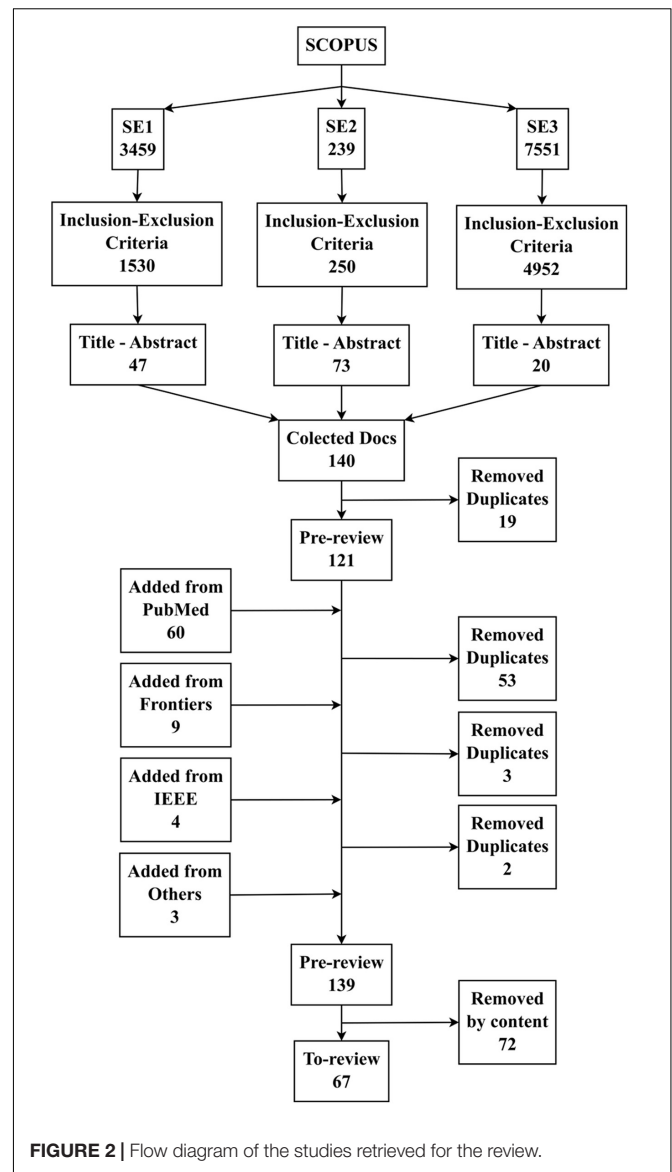 SCOPUS
SE1
3459
SE2
239
SE3
7551
Inclusion-Exclusion
Criteria
1530
Inclusion-Exclusion
Criteria
250
Inclusion-Exclusion
Criteria
4952
Title - Abstract
47
Title - Abstract
73
Title - Abstract
20
Colected Docs
140
Removed
Duplicates
19
Pre-review
121
Added from
PubMed
60
Removed
Duplicates
53
Added from
Frontiers
9
Removed
Duplicates
3
Added from
IEEE
4
Removed
Duplicates
2
Added from
Others
3
Pre-review
139
Removed
by content
72
To-review
67
FIGURE 2 | Flow diagram of the studies retrieved for the review.